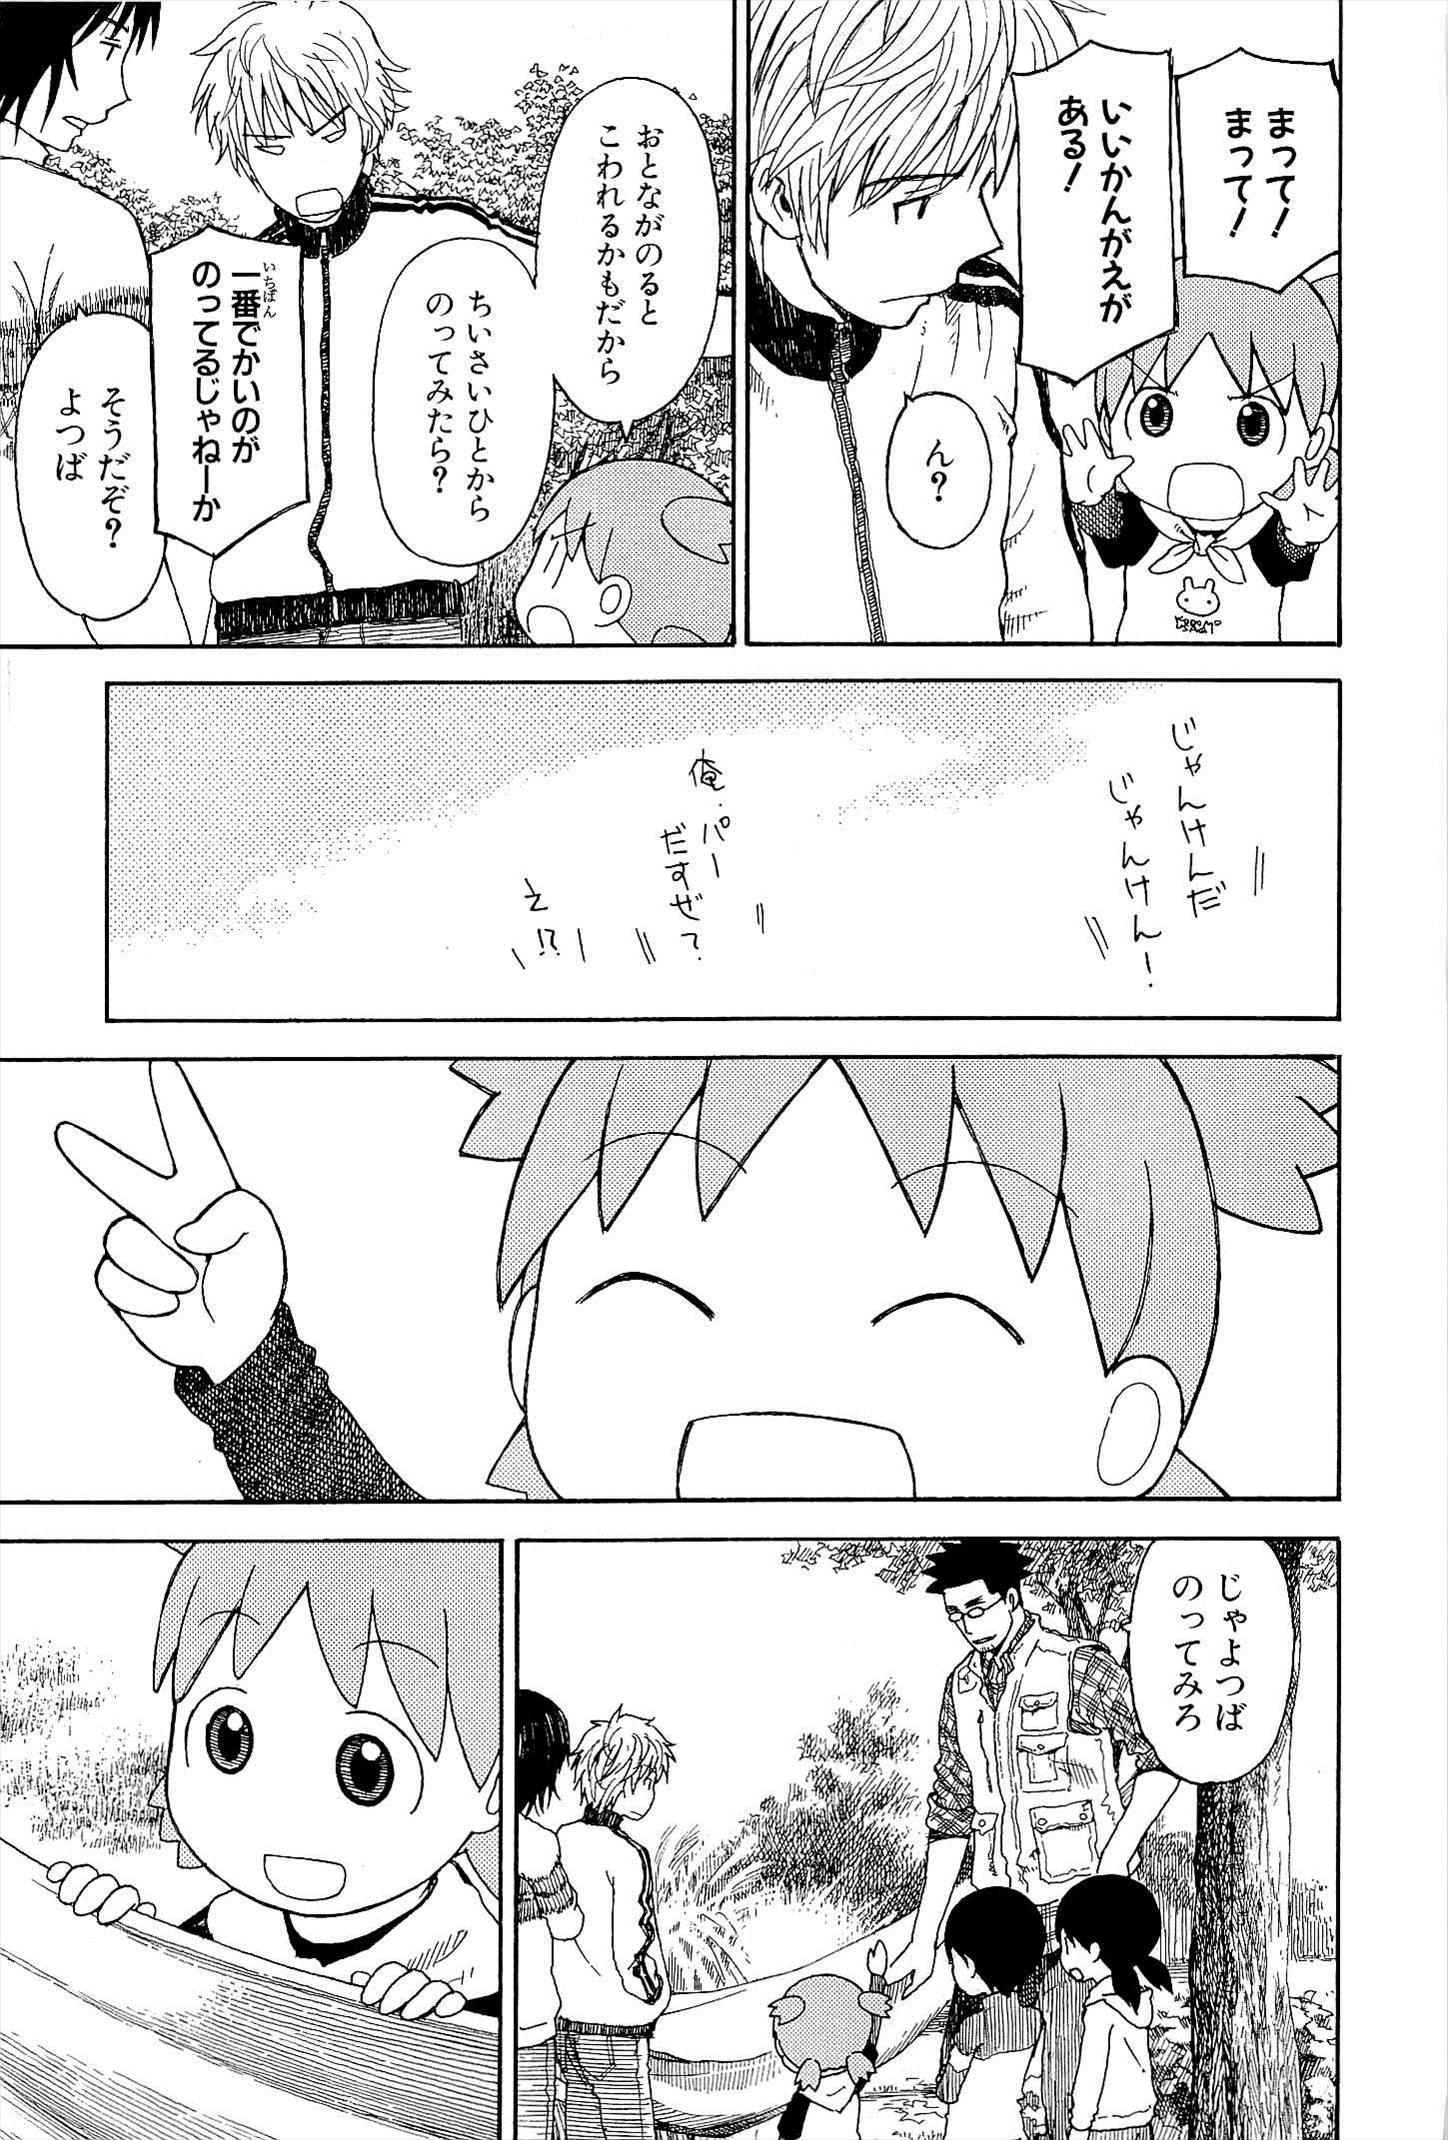 まって！
まって！
いいかんがえが
ある！
ん？
おとながのると
こわれるかもだから
ちいさいひとから
のってみたら？
一番でかいのが
いちばん
のってるじゃねーか
そうだぞ？
よつば
じゃんけんだ
じゃんけん！
俺、パー
だすぜ？
え!?
じゃよつば
のってみろ